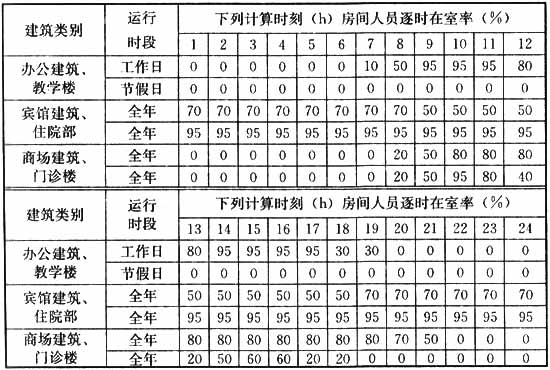 建筑类别 运行时段 下列计算时刻（h）房间人员逐时在室率（%）
1 2 3 4 5 6 7 8 9 10 11 12
办公建筑、教学楼 工作日 0 0 0 0 0 0 10 50 95 95 95 80
节假日 0 0 0 0 0 0 0 0 0 0 0 0
宾馆建筑、住院部 全年 70 70 70 70 70 70 70 70 50 50 50 50
全年 95 95 95 95 95 95 95 95 95 95 95 95
商场建筑、门诊楼 全年 0 0 0 0 0 0 0 20 50 80 80 80
全年 0 0 0 0 0 0 0 20 50 95 80 40
建筑类别 运行时段 下列计算时刻（h）房间人员逐时在室率（%）
13 14 15 16 17 18 19 20 21 22 23 24
办公建筑、教学楼 工作日 80 95 95 95 95 30 30 0 0 0 0 0
节假日 0 0 0 0 0 0 0 0 0 0 0 0
宾馆建筑、住院部 全年 50 50 50 50 50 50 70 70 70 70 70 70
全年 95 95 95 95 95 95 95 95 95 95 95 95
商场建筑、门诊楼 全年 80 80 80 80 80 80 80 70 50 0 0 0
全年 20 50 60 60 20 20 0 0 0 0 0 0